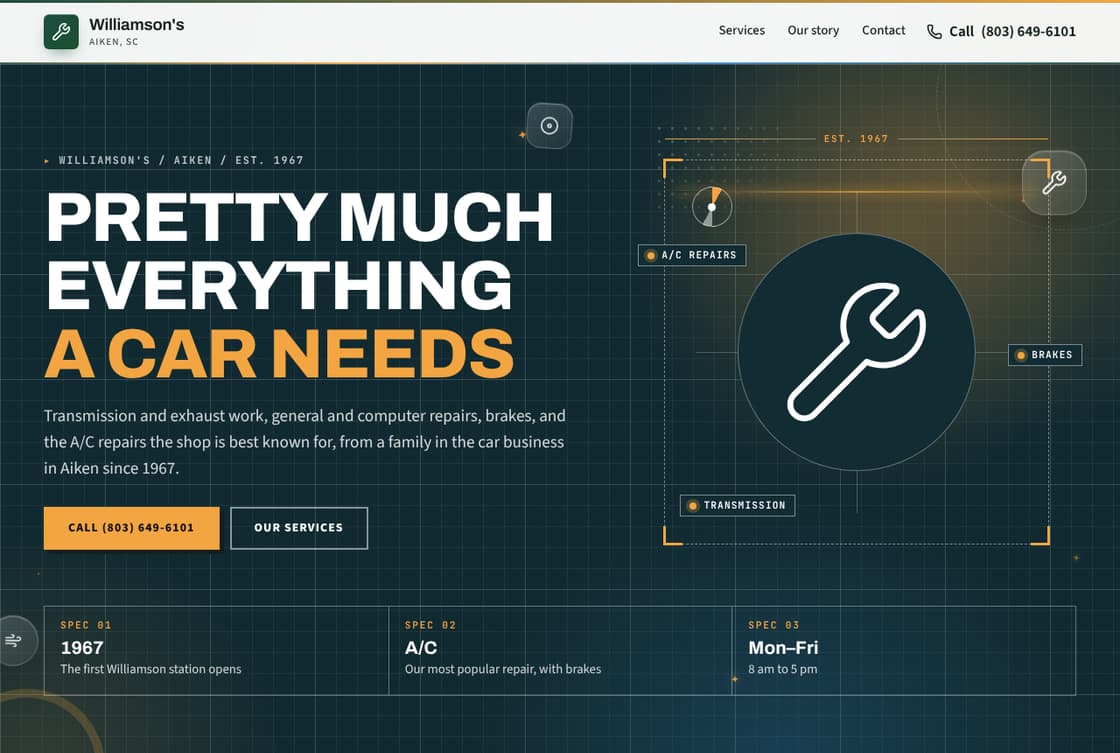 Williamson's
AIKEN, SC
Services
Our story
Contact
Call (803) 649-6101
WILLIAMSON'S / AIKEN / EST. 1967
PRETTY MUCH
EVERYTHING
A CAR NEEDS
Transmission and exhaust work, general and computer repairs, brakes, and
the A/C repairs the shop is best known for, from a family in the car business
in Aiken since 1967.
CALL (803) 649-6101
OUR SERVICES
EST. 1967
A/C REPAIRS
BRAKES
TRANSMISSION
SPEC 01
1967
The first Williamson station opens
SPEC 02
A/C
Our most popular repair, with brakes
SPEC 03
Mon–Fri
8 am to 5 pm